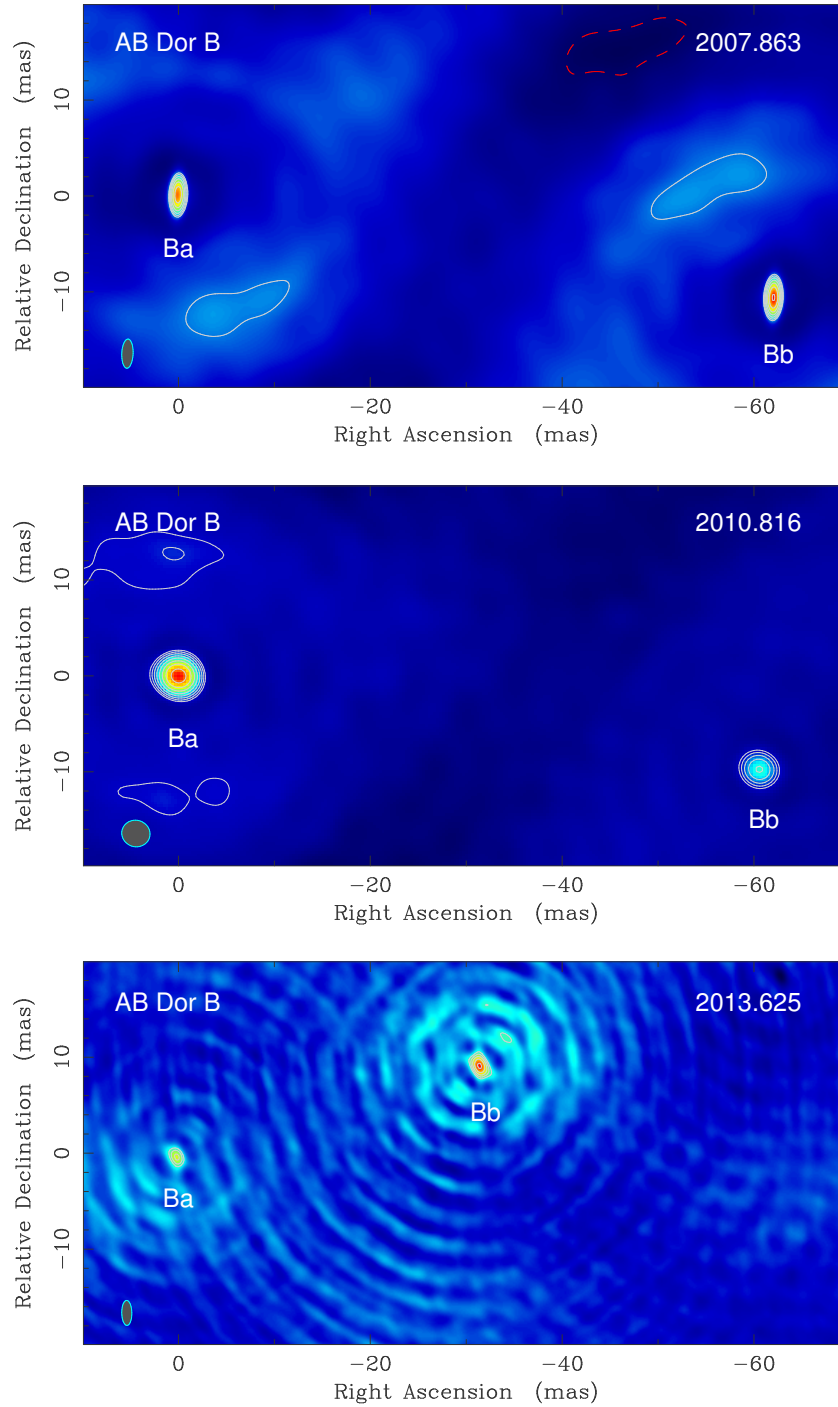 AB Dor B 2007.863
Relative Declination (mas)
10
0
−10
Ba
Bb
0 −20 −40 −60
Right Ascension (mas)
AB Dor B 2010.816
Relative Declination (mas)
10
0
−10
Ba
Bb
0 −20 −40 −60
Right Ascension (mas)
AB Dor B 2013.625
Relative Declination (mas)
10
0
−10
Bb
Ba
0 −20 −40 −60
Right Ascension (mas)